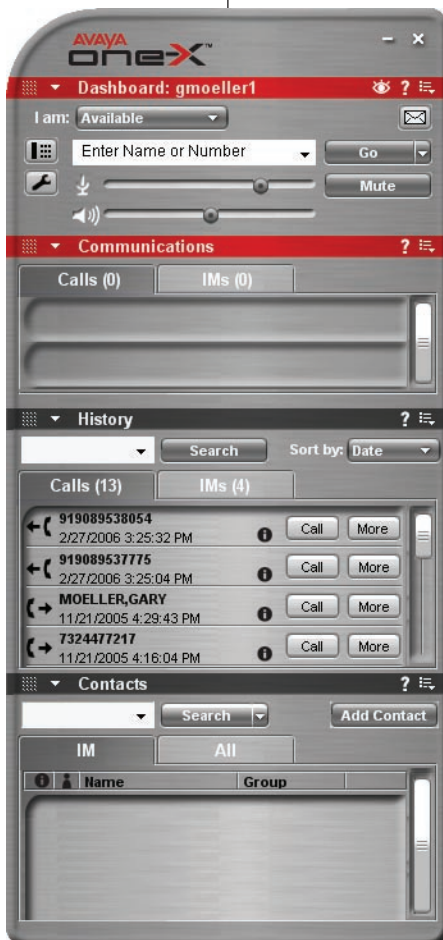 AVAYA
one-X™
Dashboard: gmoeller1 ?
I am: Available
Enter Name or Number Go
Mute
Communications ?
Calls (0) IMs (0)
History ?
Search Sort by: Date
Calls (13) IMs (4)
919089538054
2/27/2006 3:25:32 PM Call More
919089537775
2/27/2006 3:25:04 PM Call More
MOELLER,GARY
11/21/2005 4:29:43 PM Call More
7324477217
11/21/2005 4:16:04 PM Call More
Contacts ?
Search Add Contact
IM All
Name Group